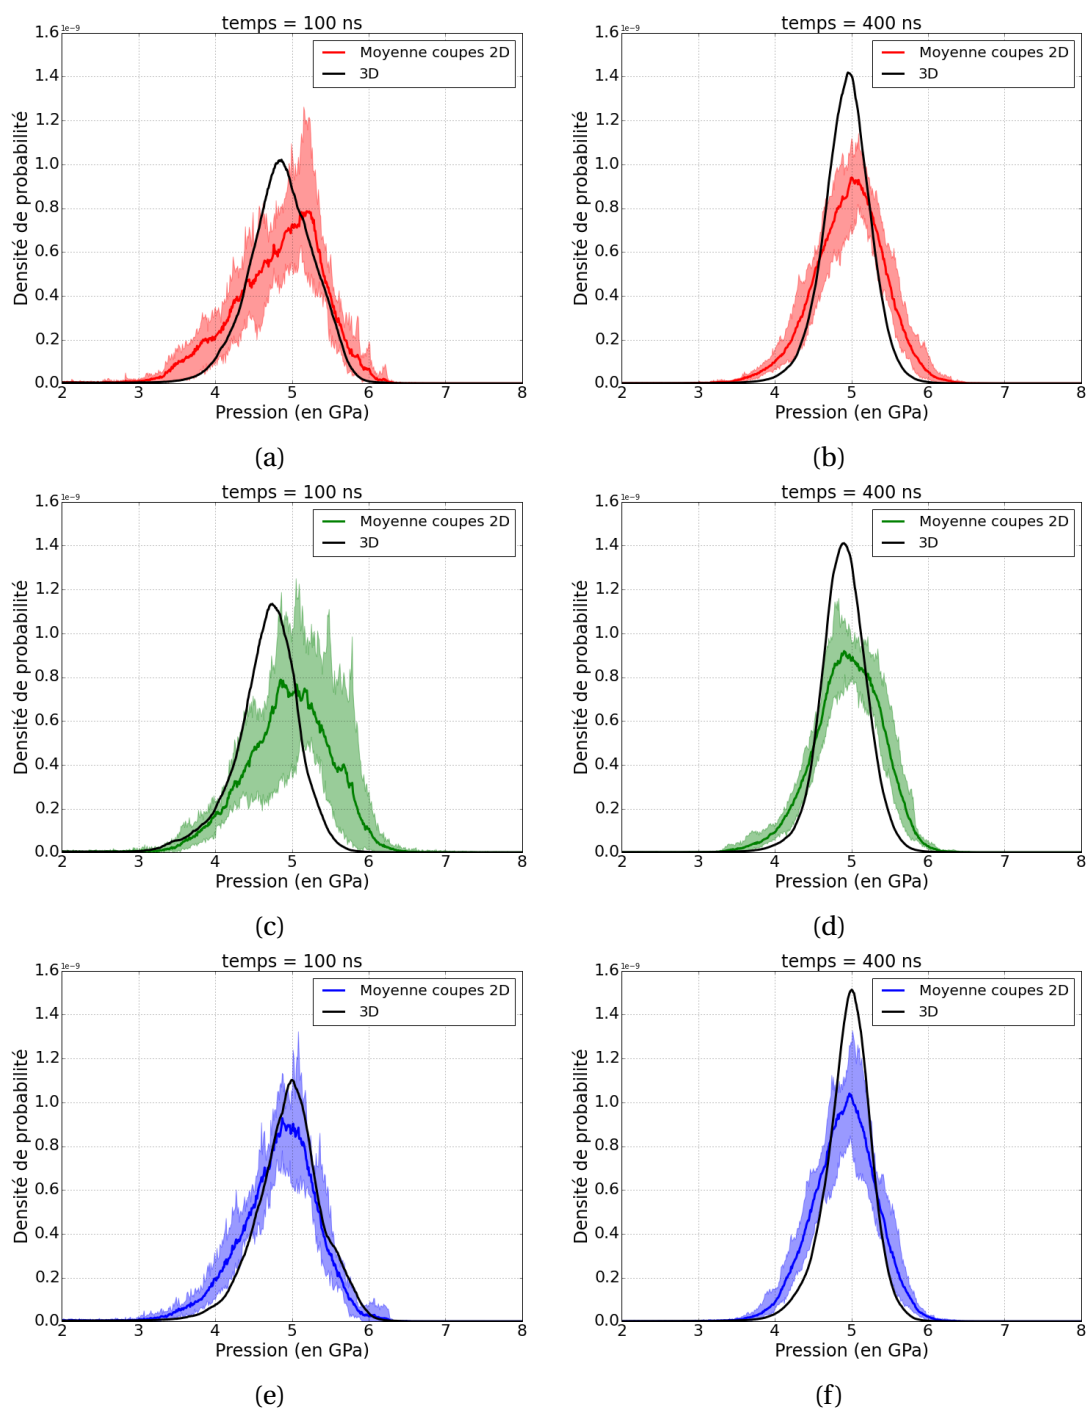 temps = 100 ns
1e−9
Moyenne coupes 2D
3D
Densité de probabilité
1.6
1.4
1.2
1.0
0.8
0.6
0.4
0.2
0.0
2 3 4 5 6 7 8
Pression (en GPa)
(a)
temps = 400 ns
1e−9
Moyenne coupes 2D
3D
Densité de probabilité
1.6
1.4
1.2
1.0
0.8
0.6
0.4
0.2
0.0
2 3 4 5 6 7 8
Pression (en GPa)
(b)
temps = 100 ns
1e−9
Moyenne coupes 2D
3D
Densité de probabilité
1.6
1.4
1.2
1.0
0.8
0.6
0.4
0.2
0.0
2 3 4 5 6 7 8
Pression (en GPa)
(c)
temps = 400 ns
1e−9
Moyenne coupes 2D
3D
Densité de probabilité
1.6
1.4
1.2
1.0
0.8
0.6
0.4
0.2
0.0
2 3 4 5 6 7 8
Pression (en GPa)
(d)
temps = 100 ns
1e−9
Moyenne coupes 2D
3D
Densité de probabilité
1.6
1.4
1.2
1.0
0.8
0.6
0.4
0.2
0.0
2 3 4 5 6 7 8
Pression (en GPa)
(e)
temps = 400 ns
1e−9
Moyenne coupes 2D
3D
Densité de probabilité
1.6
1.4
1.2
1.0
0.8
0.6
0.4
0.2
0.0
2 3 4 5 6 7 8
Pression (en GPa)
(f)